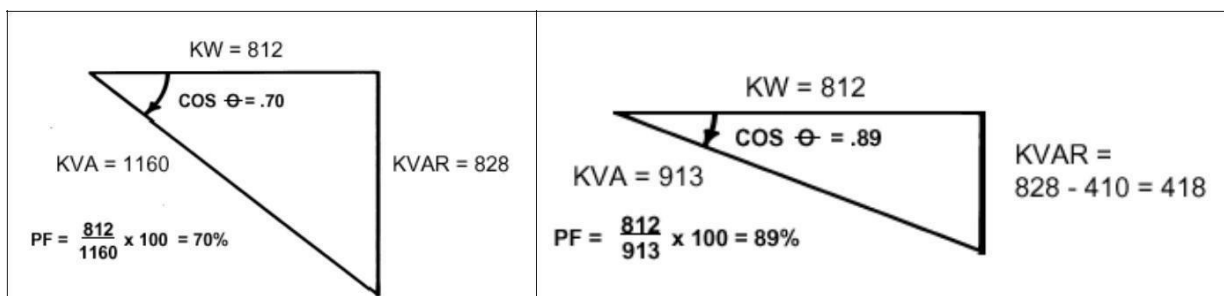 KW = 812
COS Θ = .70
KVA = 1160
KVAR = 828
PF = 812/1160 x 100 = 70%
KW = 812
COS Θ = .89
KVA = 913
KVAR =
828 - 410 = 418
PF = 812/913 x 100 = 89%